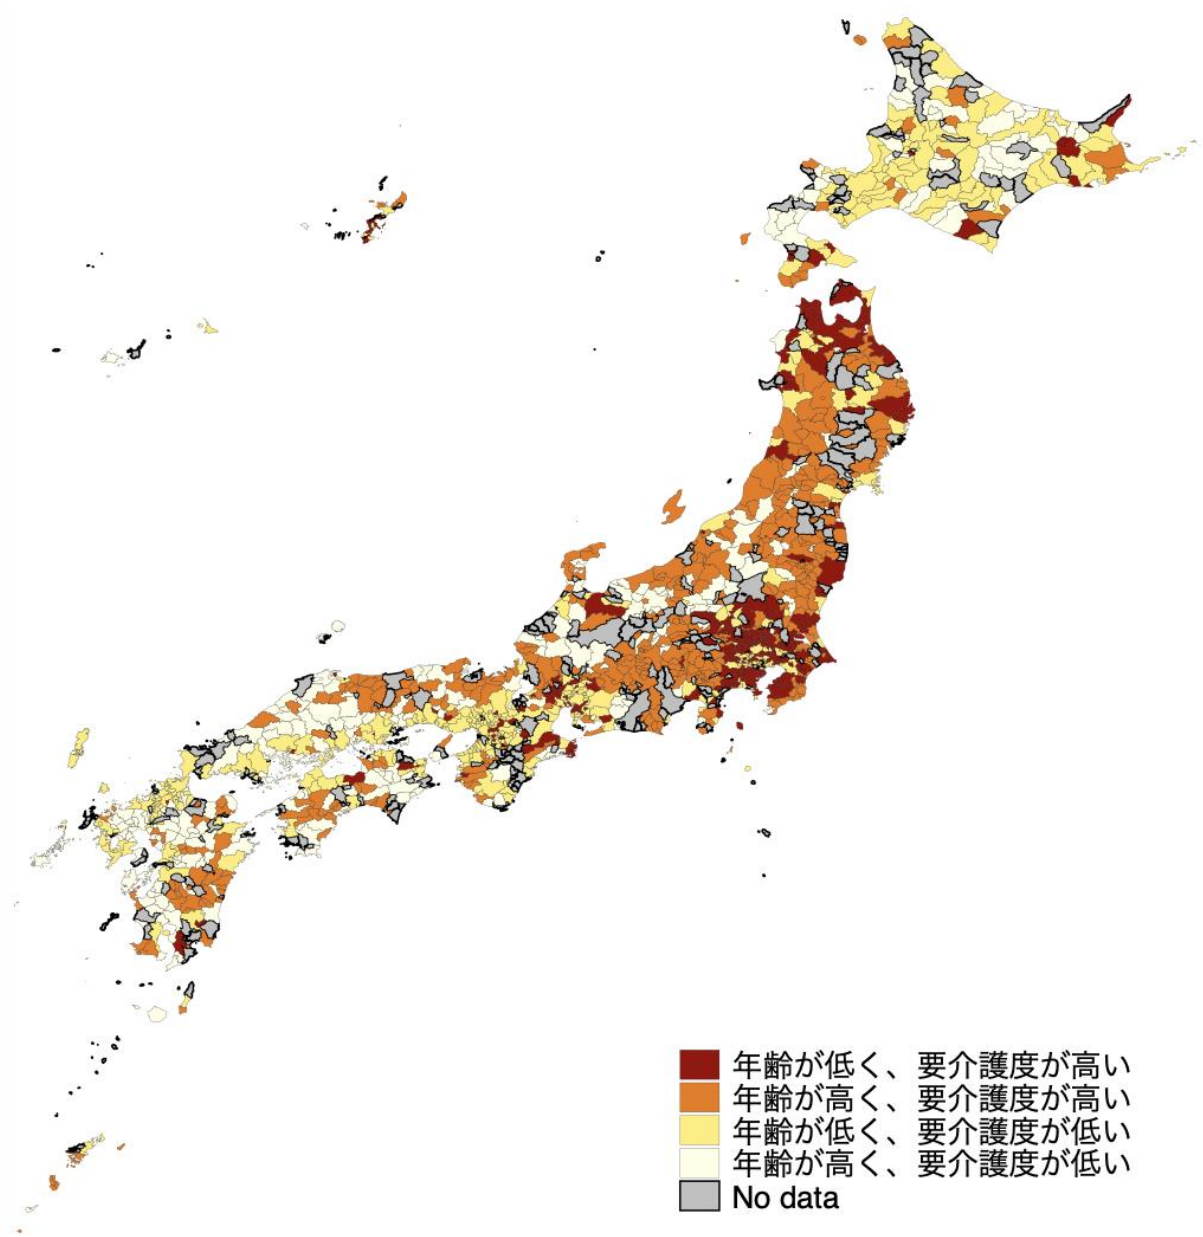 年齢が低く、要介護度が高い
年齢が高く、要介護度が高い
年齢が低く、要介護度が低い
年齢が高く、要介護度が低い
No data